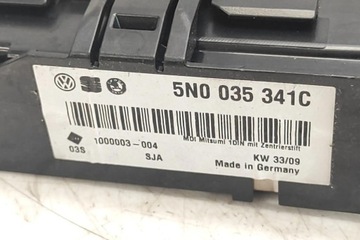 5N0 035 341C
MDI Mitsumi 1DIN mit Zentrierstift
1000003-004
03S
SJA
KW 33/09
Made in Germany